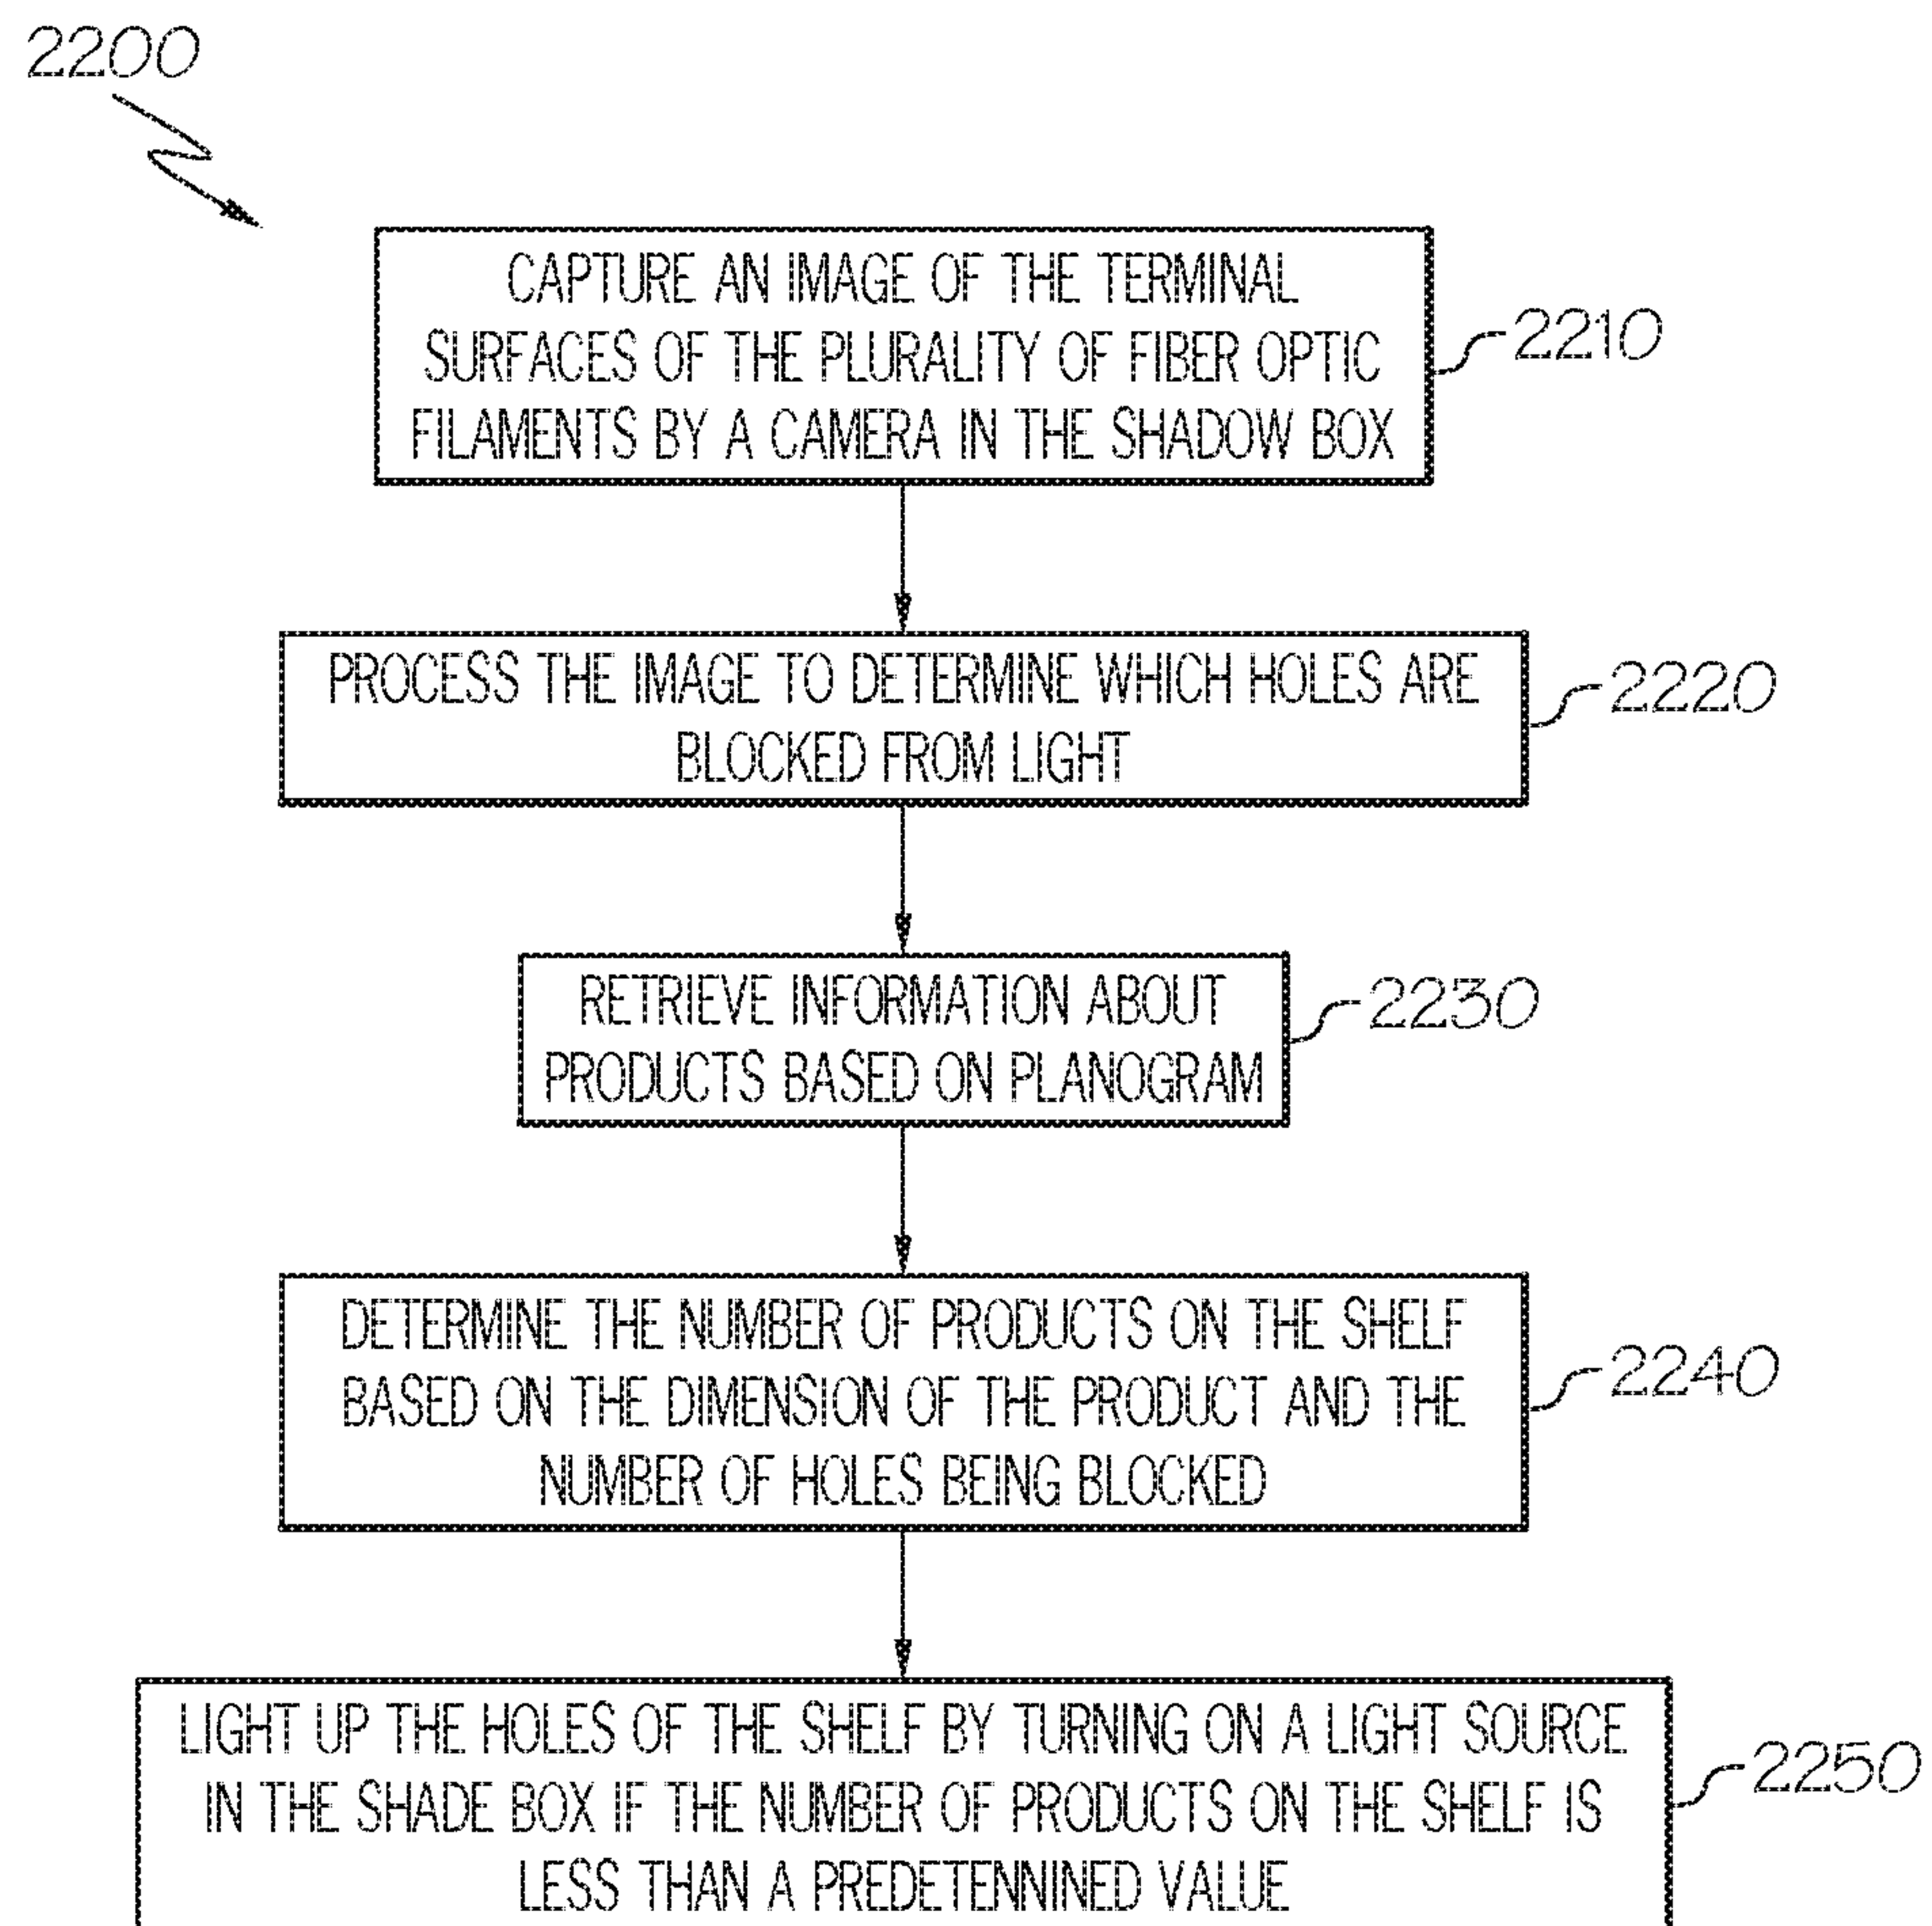 2200
CAPTURE AN IMAGE OF THE TERMINAL
SURFACES OF THE PLURALITY OF FIBER OPTIC
FILAMENTS BY A CAMERA IN THE SHADOW BOX
2210
PROCESS THE IMAGE TO DETERMINE WHICH HOLES ARE
BLOCKED FROM LIGHT
2220
RETRIEVE INFORMATION ABOUT
PRODUCTS BASED ON PLANOGRAM
2230
DETERMINE THE NUMBER OF PRODUCTS ON THE SHELF
BASED ON THE DIMENSION OF THE PRODUCT AND THE
NUMBER OF HOLES BEING BLOCKED
2240
LIGHT UP THE HOLES OF THE SHELF BY TURNING ON A LIGHT SOURCE
IN THE SHADE BOX IF THE NUMBER OF PRODUCTS ON THE SHELF IS
LESS THAN A PREDETENNINED VALUE
2250